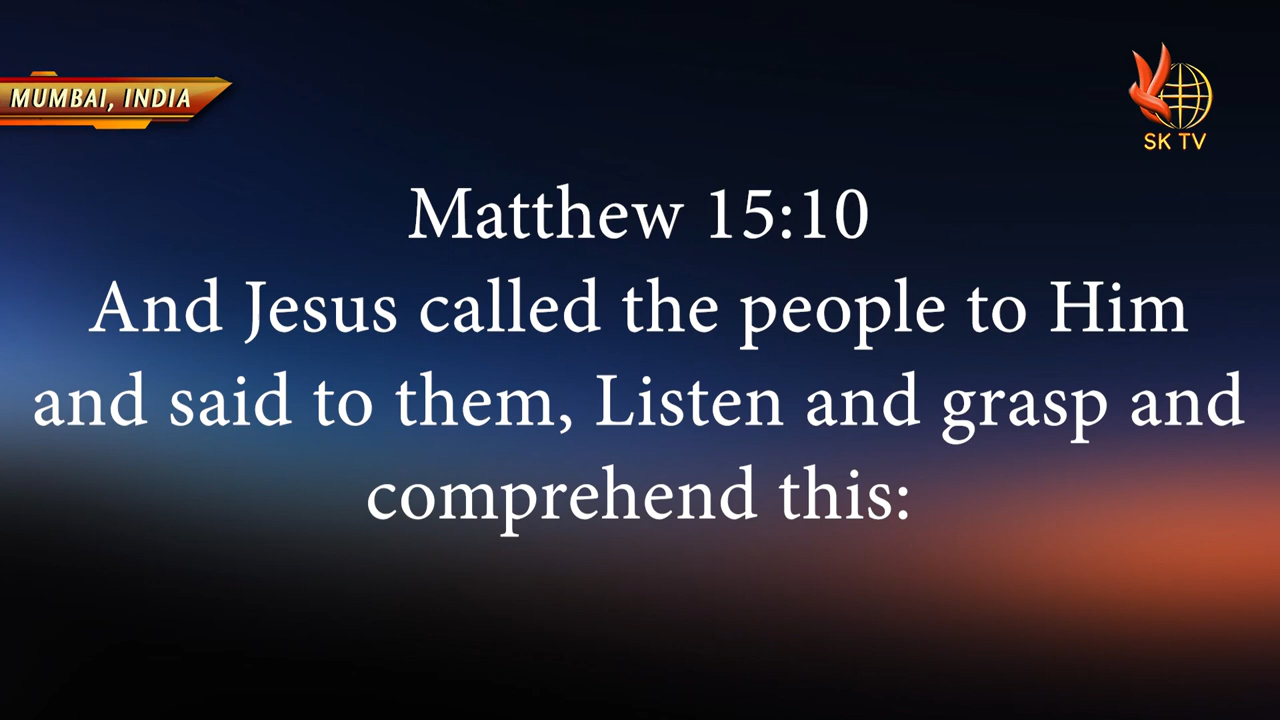 MUMBAI, INDIA
SK TV
Matthew 15:10
And Jesus called the people to Him
and said to them, Listen and grasp and
comprehend this: